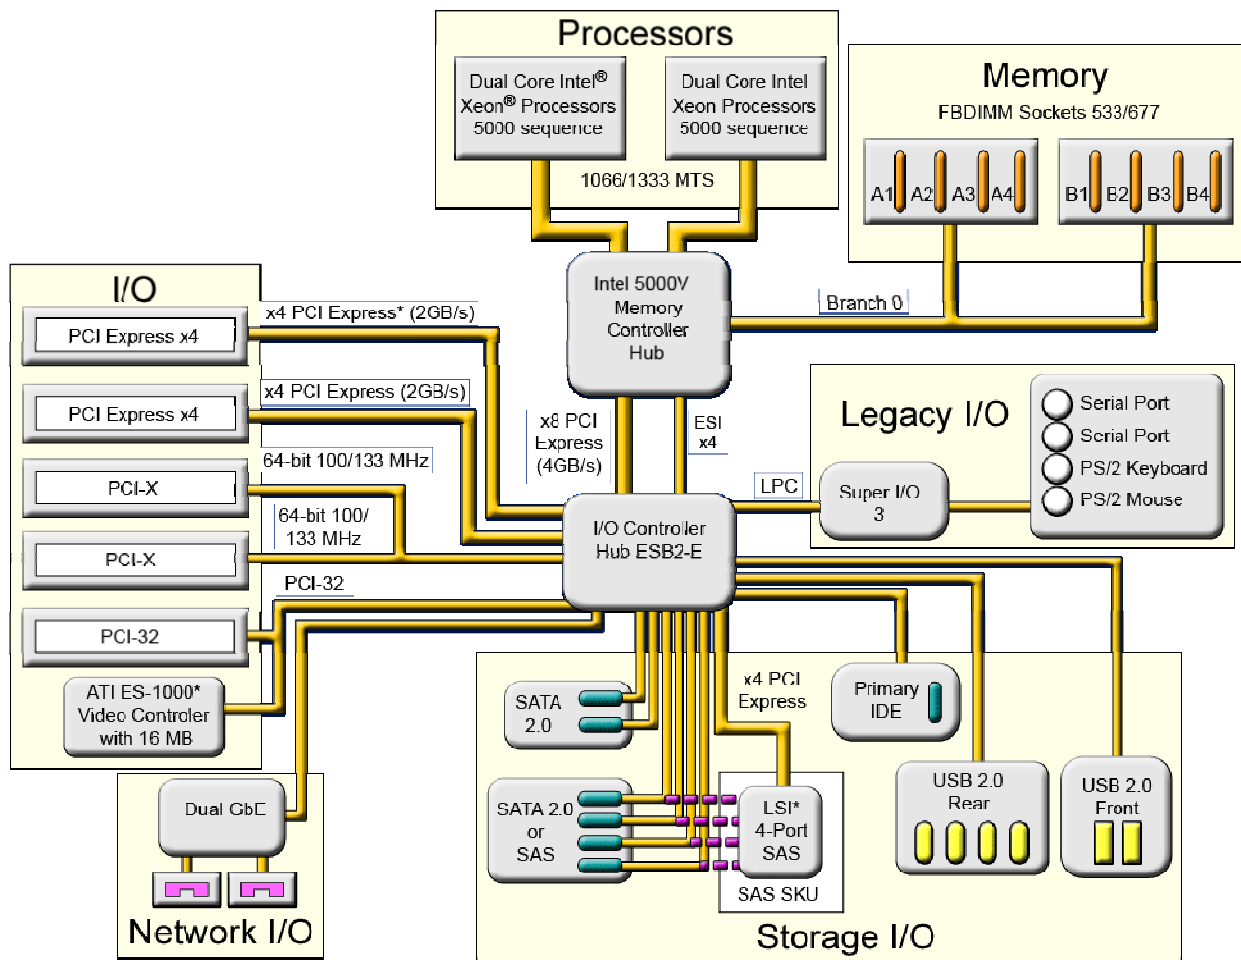 Processors
Dual Core Intel®
Xeon® Processors
5000 sequence
Dual Core Intel
Xeon Processors
5000 sequence
1066/1333 MTS
Memory
FBDIMM Sockets 533/677
A1 A2 A3 A4
B1 B2 B3 B4
Intel 5000V
Memory
Controller
Hub
Branch 0
I/O
PCI Express x4
PCI Express x4
PCI-X
PCI-X
PCI-32
ATI ES-1000*
Video Controler
with 16 MB
x4 PCI Express* (2GB/s)
x4 PCI Express (2GB/s)
64-bit 100/133 MHz
64-bit 100/
133 MHz
PCI-32
x8 PCI
Express
(4GB/s)
ESI
x4
Legacy I/O
Serial Port
Serial Port
PS/2 Keyboard
PS/2 Mouse
LPC
Super I/O
3
I/O Controller
Hub ESB2-E
Dual GbE
Network I/O
SATA
2.0
SATA 2.0
or
SAS
x4 PCI
Express
LSI*
4-Port
SAS
SAS SKU
Primary
IDE
USB 2.0
Rear
USB 2.0
Front
Storage I/O